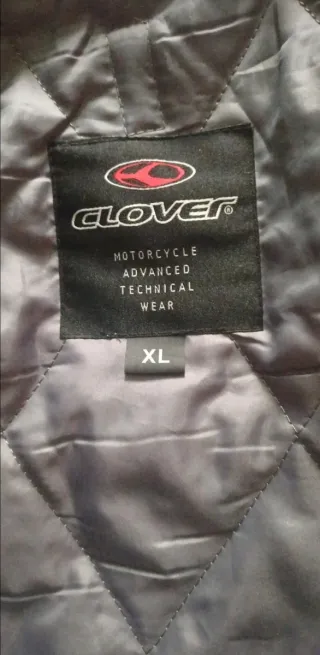 CLOVER®
MOTORCYCLE
ADVANCED
TECHNICAL
WEAR
XL